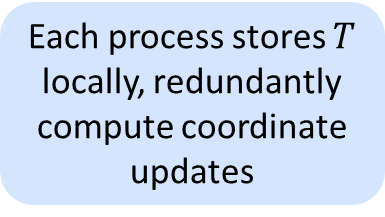 Each process stores T
locally, redundantly
compute coordinate
updates